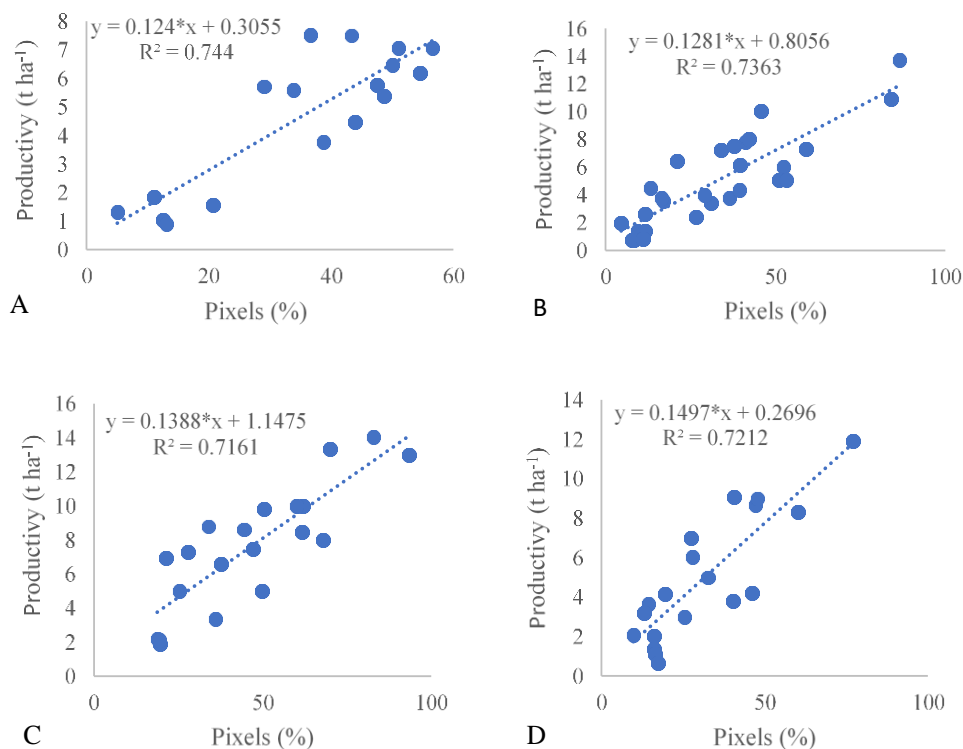 y = 0.124*x + 0.3055
R² = 0.744
Productivy (t ha⁻¹)
8
7
6
5
4
3
2
1
0
0 20 40 60
Pixels (%)
A
y = 0.1281*x + 0.8056
R² = 0.7363
Productivy (t ha⁻¹)
16
14
12
10
8
6
4
2
0
0 50 100
Pixels (%)
B
y = 0.1388*x + 1.1475
R² = 0.7161
Productivy (t ha⁻¹)
16
14
12
10
8
6
4
2
0
0 50 100
Pixels (%)
C
y = 0.1497*x + 0.2696
R² = 0.7212
Productivy (t ha⁻¹)
14
12
10
8
6
4
2
0
0 50 100
Pixels (%)
D